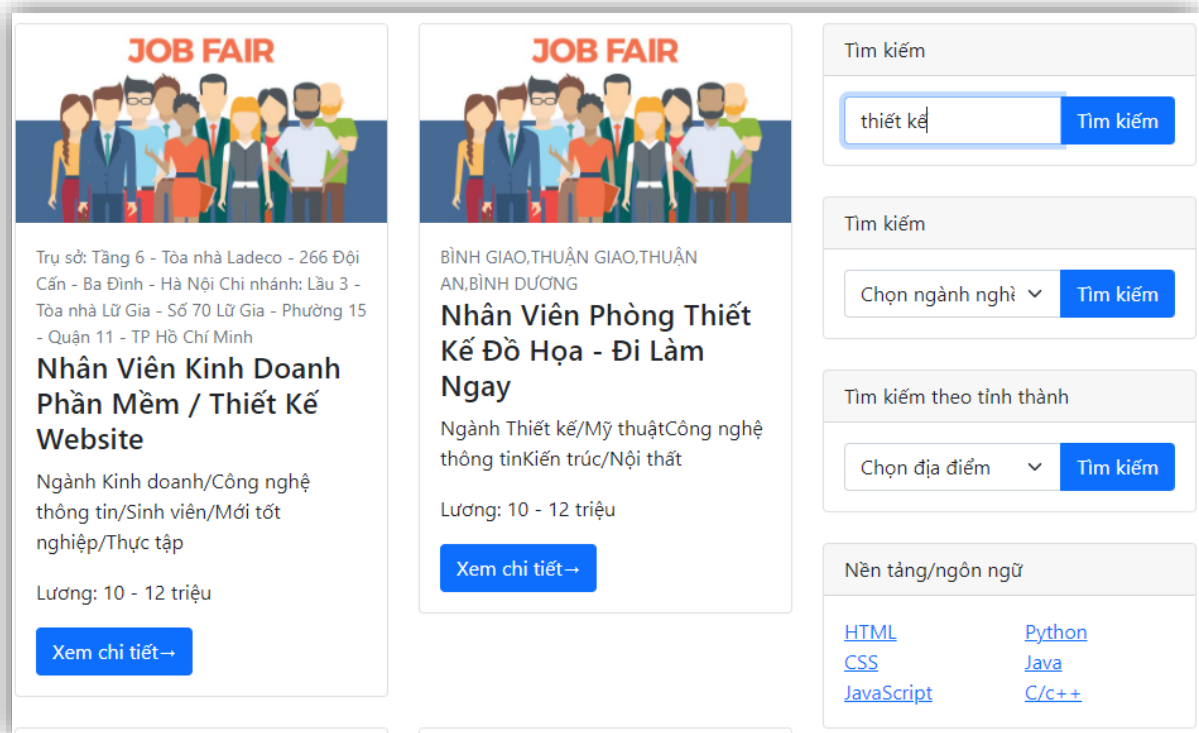 JOB FAIR
Trụ sở: Tầng 6 - Tòa nhà Ladeco - 266 Đội
Cấn - Ba Đình - Hà Nội Chi nhánh: Lầu 3 -
Tòa nhà Lữ Gia - Số 70 Lữ Gia - Phường 15
- Quận 11 - TP Hồ Chí Minh
Nhân Viên Kinh Doanh
Phần Mềm / Thiết Kế
Website
Ngành Kinh doanh/Công nghệ
thông tin/Sinh viên/Mới tốt
nghiệp/Thực tập
Lương: 10 - 12 triệu
Xem chi tiết→
JOB FAIR
BÌNH GIAO,THUẬN GIAO,THUẬN
AN,BÌNH DƯƠNG
Nhân Viên Phòng Thiết
Kế Đồ Họa - Đi Làm
Ngay
Ngành Thiết kế/Mỹ thuậtCông nghệ
thông tinKiến trúc/Nội thất
Lương: 10 - 12 triệu
Xem chi tiết→
Tìm kiếm
thiết kế Tìm kiếm
Tìm kiếm
Chọn ngành nghề Tìm kiếm
Tìm kiếm theo tỉnh thành
Chọn địa điểm Tìm kiếm
Nền tảng/ngôn ngữ
HTML Python
CSS Java
JavaScript C/c++